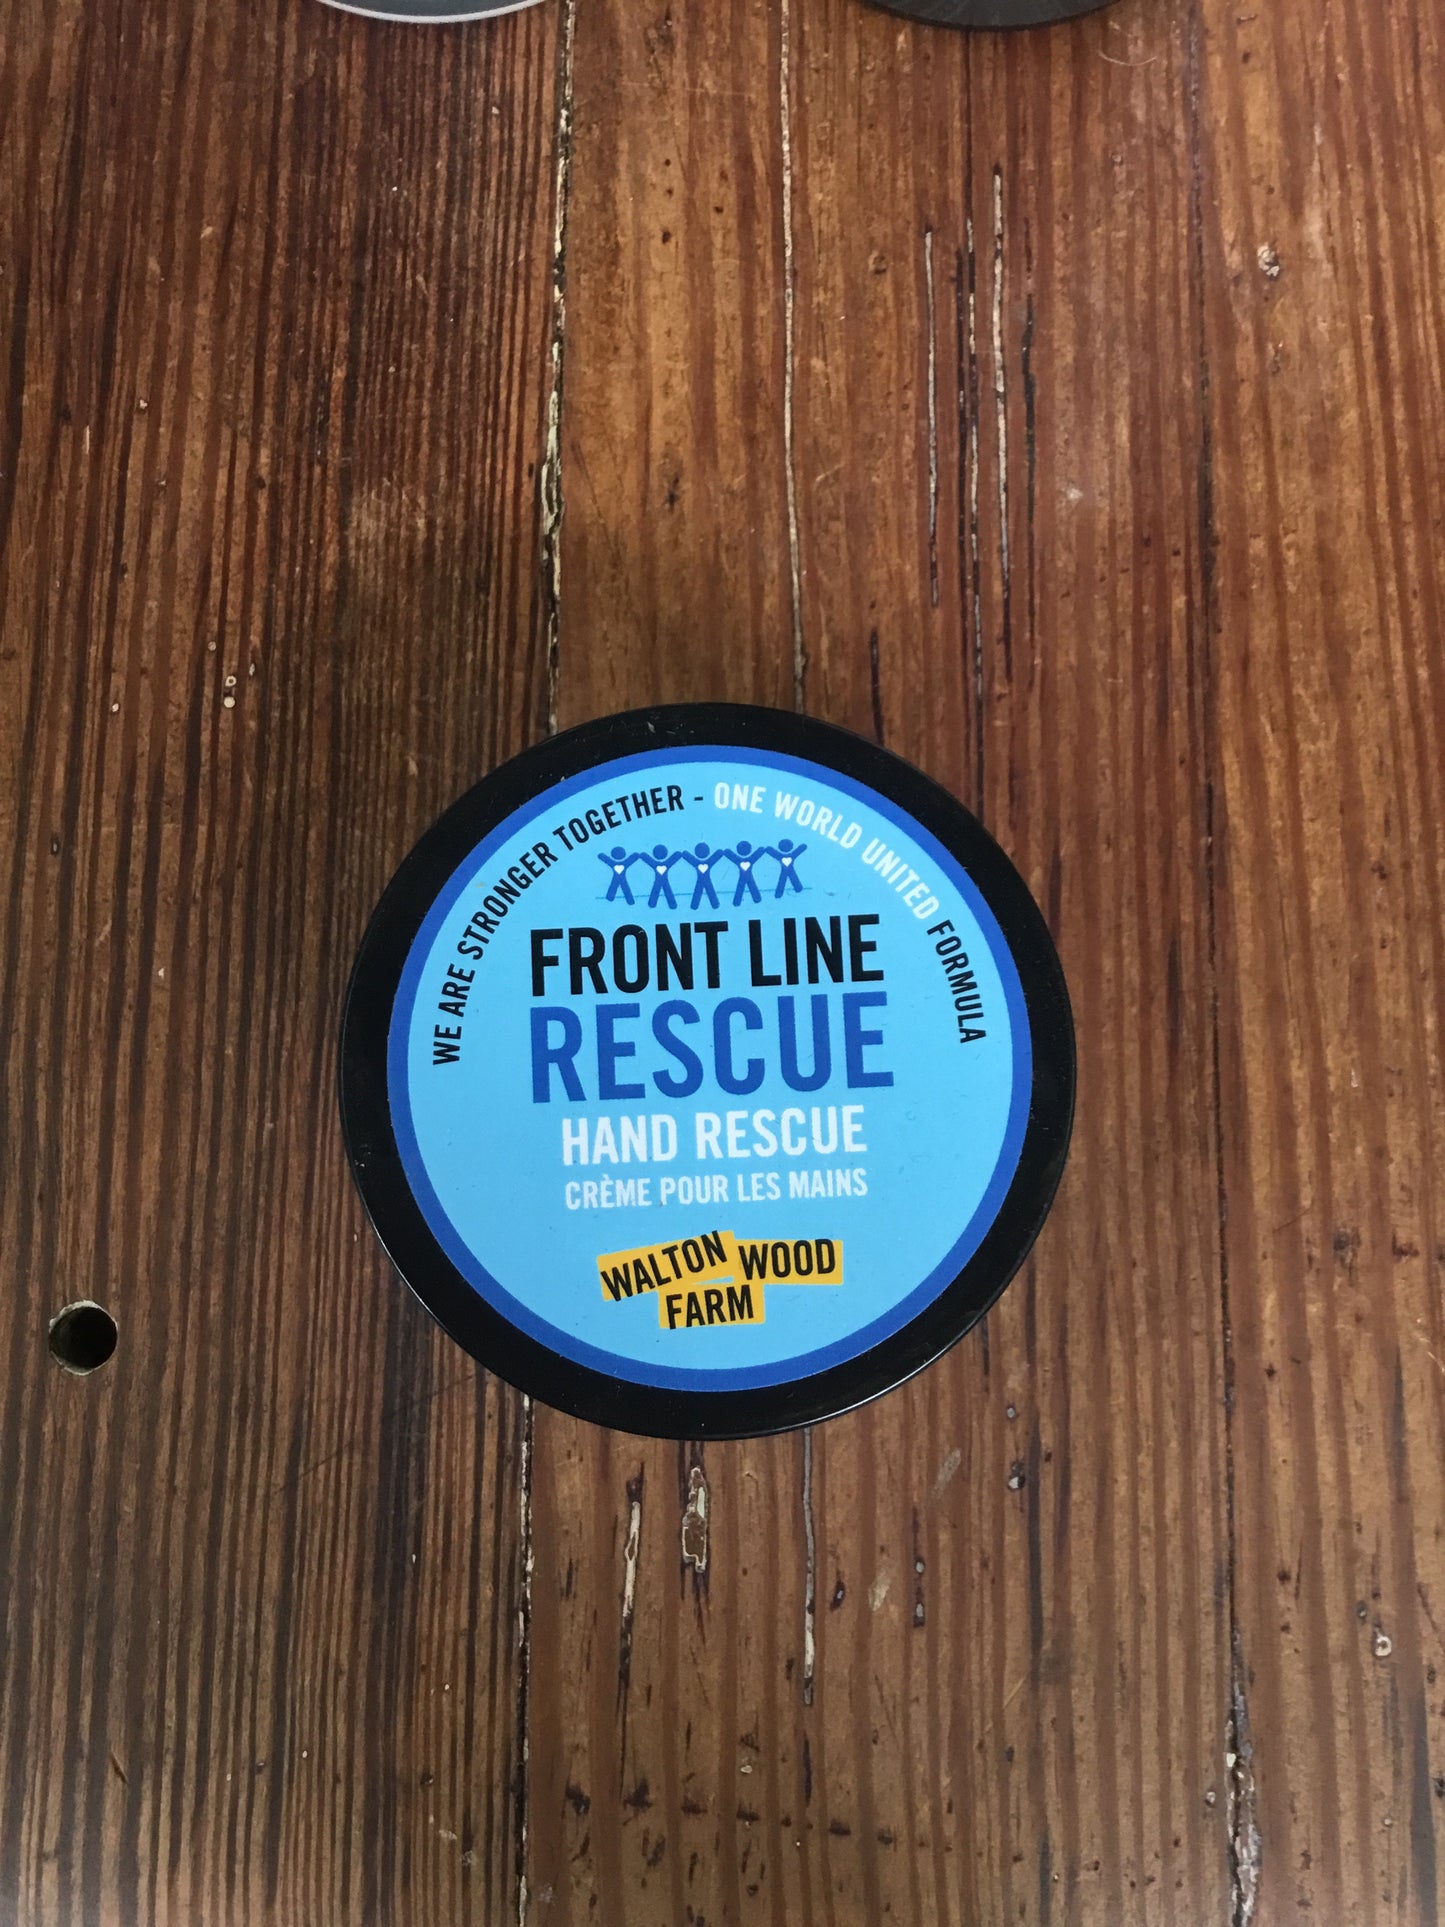 WE ARE STRONGER TOGETHER - ONE WORLD UNITED FORMULA
FRONT LINE
RESCUE
HAND RESCUE
CRÈME POUR LES MAINS
WALTON WOOD
FARM